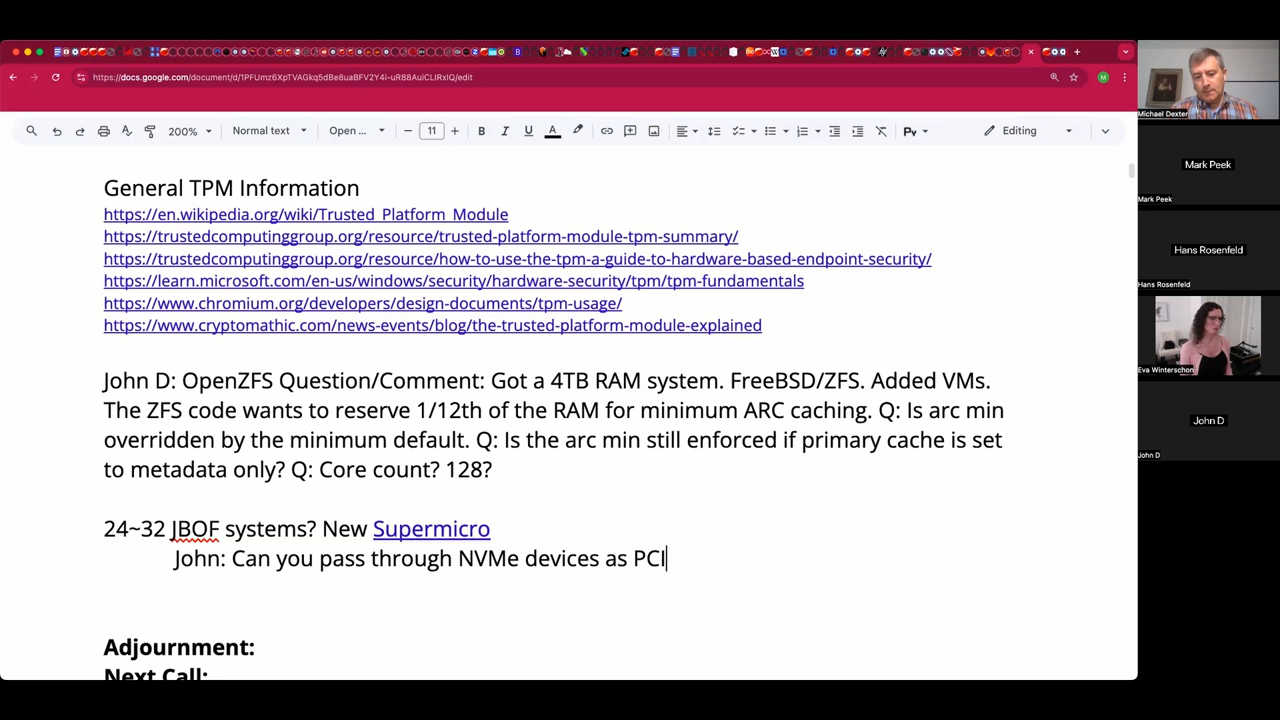 https://docs.google.com/document/d/1PFUmz6XpTVAGkq5dBe8uaBFV2Y4i-uR88AuiCLIRxIQ/edit
200%
Normal text
Open ...
11
Editing
General TPM Information
https://en.wikipedia.org/wiki/Trusted_Platform_Module
https://trustedcomputinggroup.org/resource/trusted-platform-module-tpm-summary/
https://trustedcomputinggroup.org/resource/how-to-use-the-tpm-a-guide-to-hardware-based-endpoint-security/
https://learn.microsoft.com/en-us/windows/security/hardware-security/tpm/tpm-fundamentals
https://www.chromium.org/developers/design-documents/tpm-usage/
https://www.cryptomathic.com/news-events/blog/the-trusted-platform-module-explained
John D: OpenZFS Question/Comment: Got a 4TB RAM system. FreeBSD/ZFS. Added VMs.
The ZFS code wants to reserve 1/12th of the RAM for minimum ARC caching. Q: Is arc min
overridden by the minimum default. Q: Is the arc min still enforced if primary cache is set
to metadata only? Q: Core count? 128?
24~32 JBOF systems? New Supermicro
John: Can you pass through NVMe devices as PCI
Adjournment:
Next Call:
Michael Dexter
Mark Peek
Mark Peek
Hans Rosenfeld
Hans Rosenfeld
Eva Winterschon
John D
John D